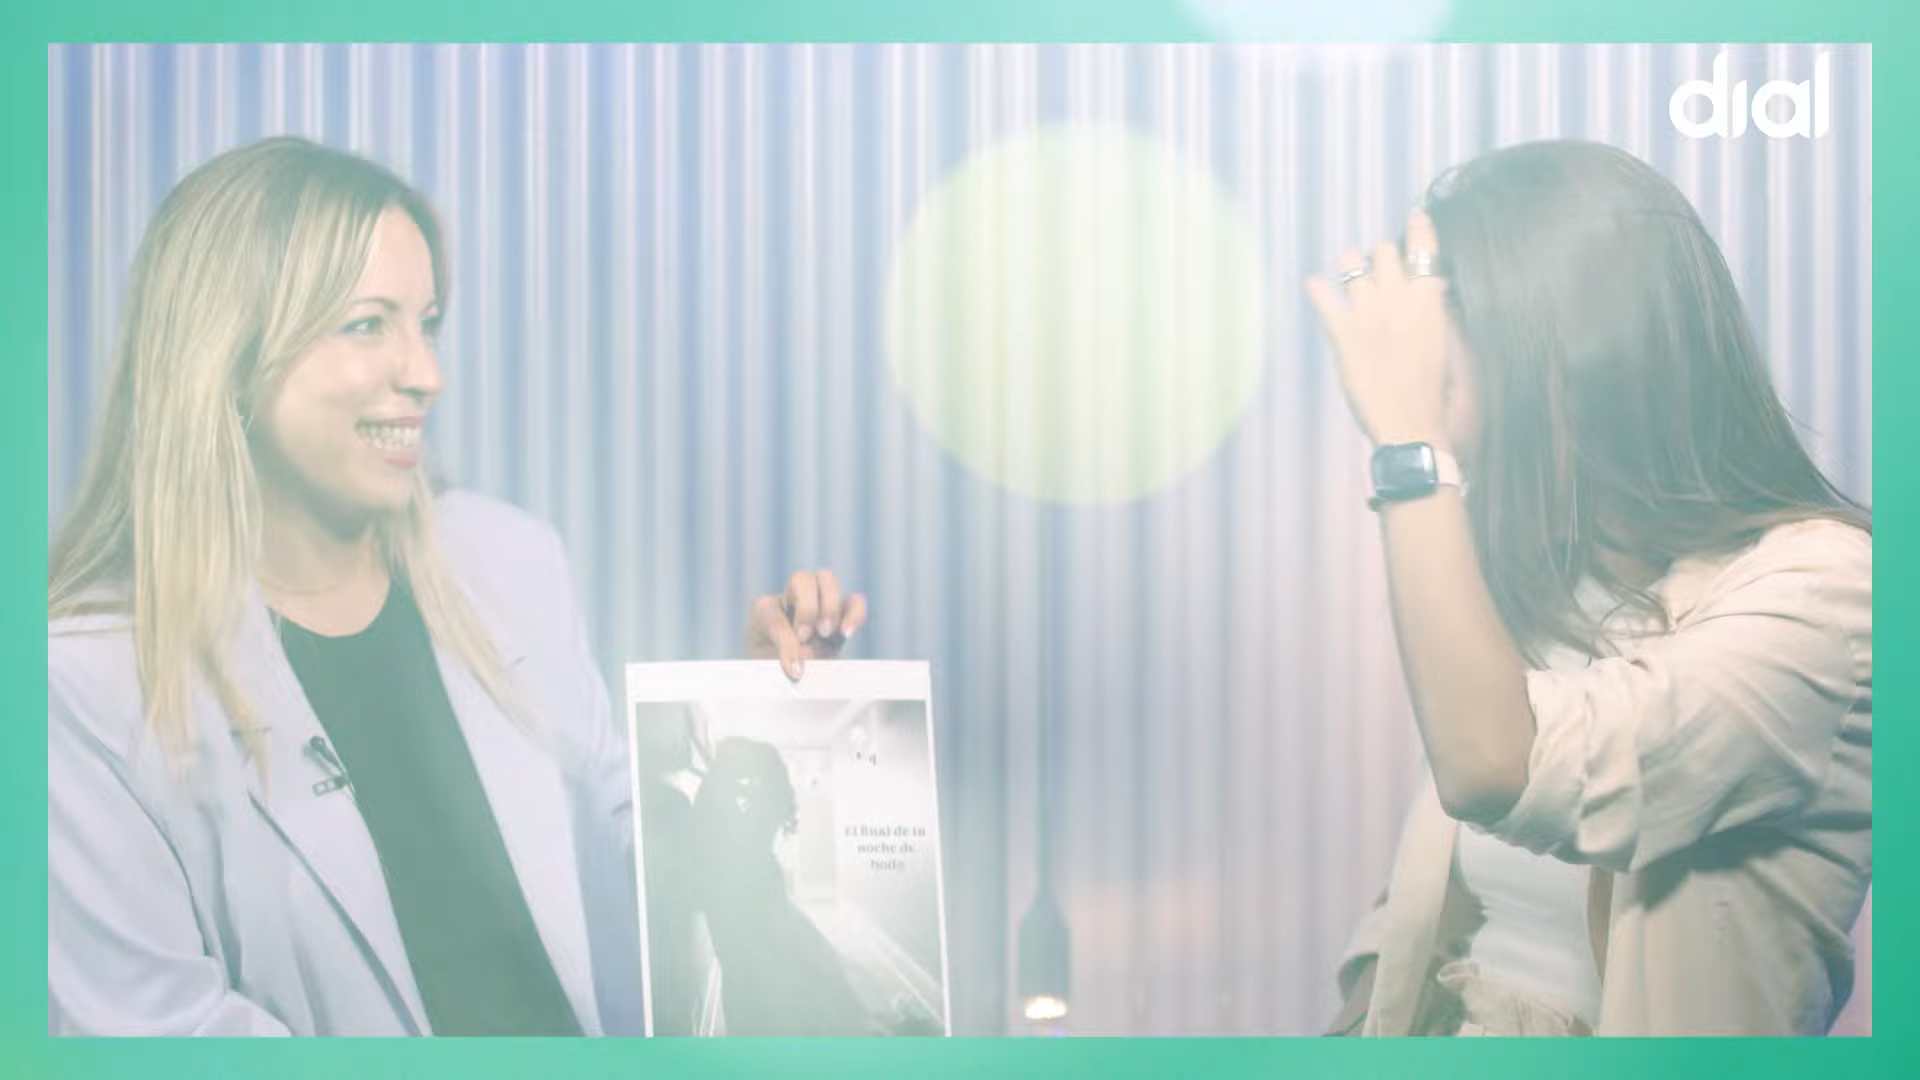 dial
El final de tu
noche de
boda